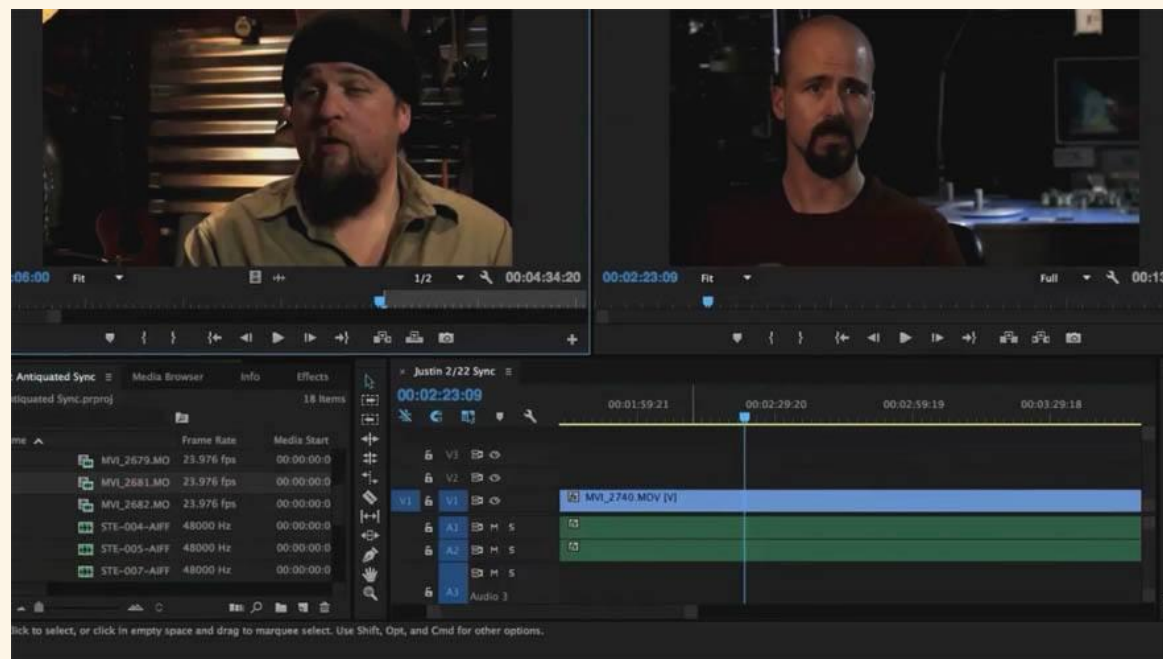 :06:00 Fit 1/2 00:04:34:20
00:02:23:09 Fit Full 00:13
: Antiquated Sync Media Browser Info Effects
tiquated Sync.prproj 18 Items
me Frame Rate Media Start
MVI_2679.MO 23.976 fps 00:00:00:0
MVI_2681.MO 23.976 fps 00:00:00:0
MVI_2682.MO 23.976 fps 00:00:00:0
STE-004-AIFF 48000 Hz 00:00:00:0
STE-005-AIFF 48000 Hz 00:00:00:0
STE-007-AIFF 48000 Hz 00:00:00:0
× Justin 2/22 Sync
00:02:23:09
00:01:59:21 00:02:29:20 00:02:59:19 00:03:29:18
V3
V2
V1 V1 MVI_2740.MOV [V]
A1 M S
A2 M S
M S
A3 Audio 3
lick to select, or click in empty space and drag to marquee select. Use Shift, Opt, and Cmd for other options.